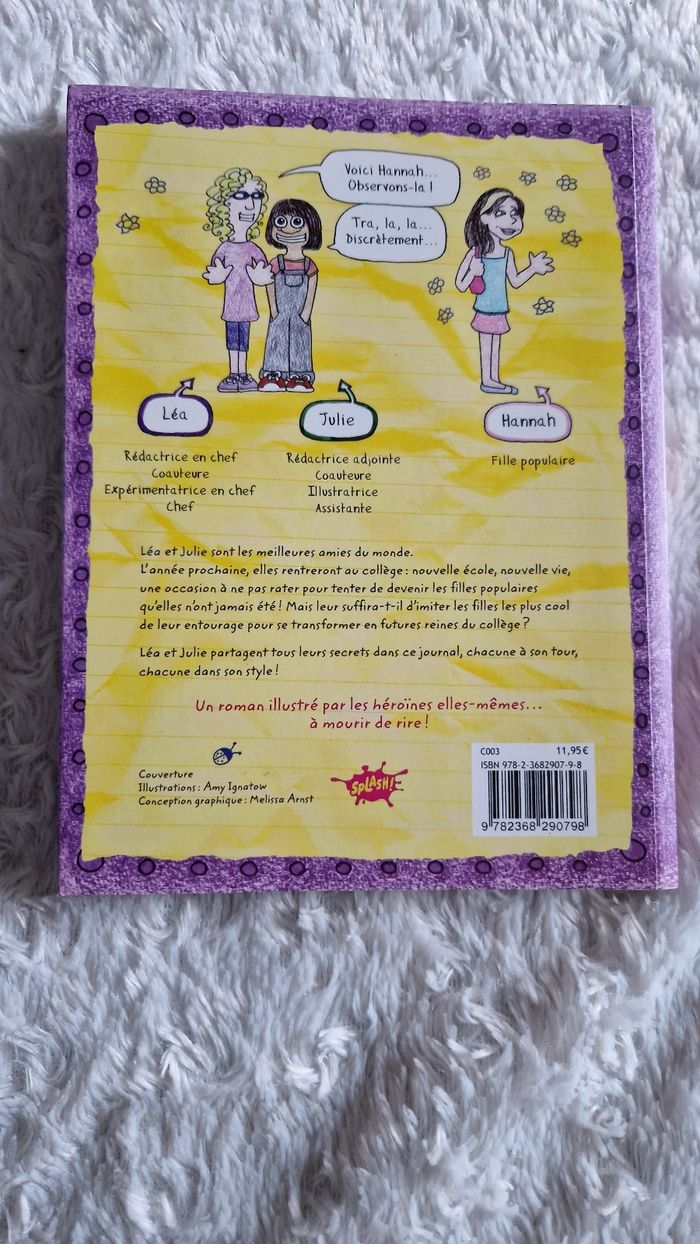 Voici Hannah...
Observons-la !
Tra, la, la...
Discrètement...
Léa
Rédactrice en chef
Coauteure
Expérimentatrice en chef
Chef
Julie
Rédactrice adjointe
Coauteure
Illustratrice
Assistante
Hannah
Fille populaire
Léa et Julie sont les meilleures amies du monde.
L'année prochaine, elles rentreront au collège : nouvelle école, nouvelle vie,
une occasion à ne pas rater pour tenter de devenir les filles populaires
qu'elles n'ont jamais été ! Mais leur suffira-t-il d'imiter les filles les plus cool
de leur entourage pour se transformer en futures reines du collège ?
Léa et Julie partagent tous leurs secrets dans ce journal, chacune à son tour,
chacune dans son style !
Un roman illustré par les héroïnes elles-mêmes...
à mourir de rire !
Couverture
Illustrations : Amy Ignatow
Conception graphique : Melissa Arnst
SPLASH!
C003 11,95 €
ISBN 978-2-3682907-9-8
9 782368 290798